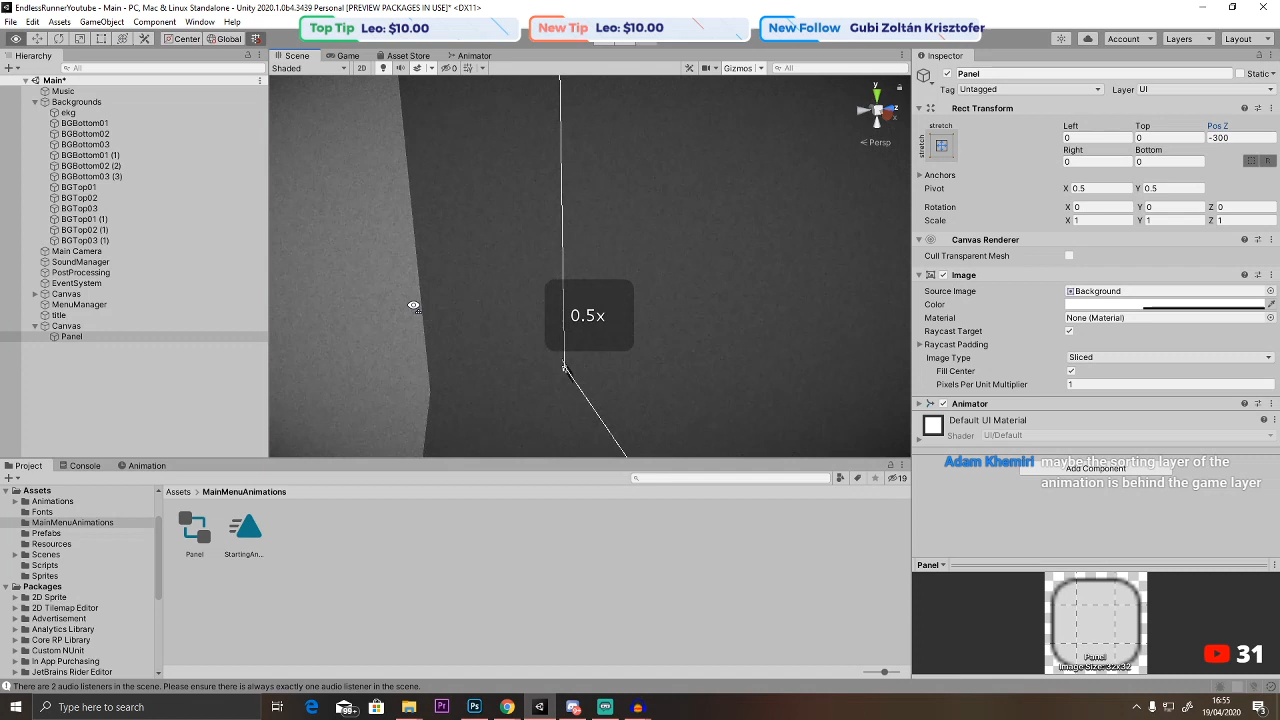 EndlessRunner/Youtube - Main - PC, Mac & Linux Standalone - Unity 2020.1.0b4.3439 Personal [PREVIEW PACKAGES IN USE] * <DX11>
Top Tip Leo: $10.00
New Tip Leo: $10.00
New Follow Gubi Zoltán Krisztofer
Center Global
Account Layers Layout
Hierarchy
Scene Game Asset Store Animator
Inspector
All
Shaded 2D 0 Gizmos All
Panel Static
Tag Untagged Layer UI
Main*
Music
Backgrounds
ekg
BGBottom01
BGBottom02
BGBottom03
BGBottom01 (1)
BGBottom02 (2)
BGBottom03 (3)
BGTop01
BGTop02
BGTop03
BGTop01 (1)
BGTop02 (1)
BGTop03 (1)
Main Camera
SoundManager
PostProcessing
EventSystem
Canvas
MenuManager
title
Canvas
Panel
y
x
Persp
0.5x
Rect Transform
stretch
stretch
Left Top Pos Z
0 0 -300
Right Bottom
0 0 R
Anchors
Pivot X 0.5 Y 0.5
Rotation X 0 Y 0 Z 0
Scale X 1 Y 1 Z 1
Canvas Renderer
Cull Transparent Mesh
Image
Source Image Background
Color
Material None (Material)
Raycast Target
Raycast Padding
Image Type Sliced
Fill Center
Pixels Per Unit Multiplier 1
Animator
Default UI Material
Shader UI/Default
Add Component
Adam Khemiri maybe the sorting layer of the
animation is behind the game layer
Project Console Animation
19
Assets
Animations
Fonts
MainMenuAnimations
Prefabs
Resources
Scenes
Scripts
Sprites
Packages
2D Sprite
2D Tilemap Editor
Advertisement
Analytics Library
Core RP Library
Custom NUnit
In App Purchasing
JetBrains Rider Editor
Assets > MainMenuAnimations
Panel StartingAn...
Panel
Panel
Image Size: 32x32
31
There are 2 audio listeners in the scene. Please ensure there is always exactly one audio listener in the scene.
Type here to search
99+
Pr
Ps
16:55
19/04/2020